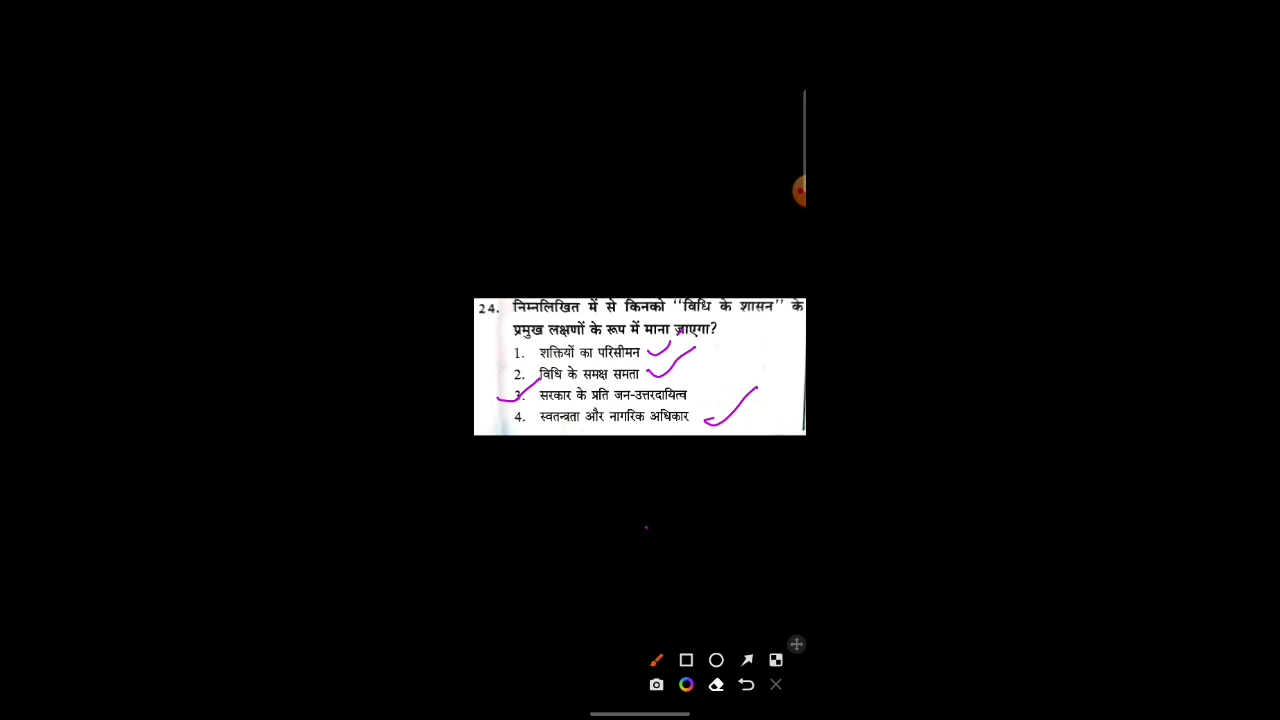 24. निम्नलिखित में से किनको "विधि के शासन" के
प्रमुख लक्षणों के रूप में माना जाएगा?
1. शक्तियों का परिसीमन
2. विधि के समक्ष समता
3. सरकार के प्रति जन-उत्तरदायित्व
4. स्वतन्त्रता और नागरिक अधिकार